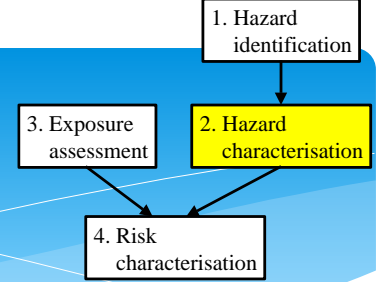 1. Hazard
identification
3. Exposure
assessment
2. Hazard
characterisation
4. Risk
characterisation